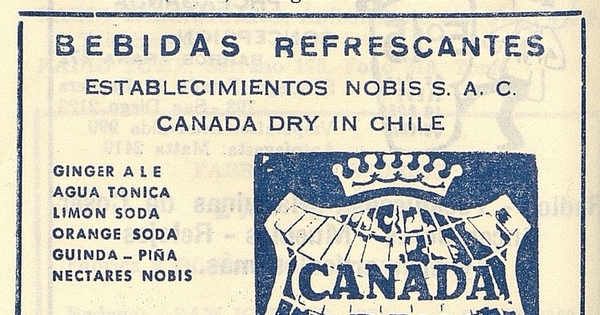 BEBIDAS REFRESCANTES
ESTABLECIMIENTOS NOBIS S. A. C.
CANADA DRY IN CHILE
GINGER ALE
AGUA TONICA
LIMON SODA
ORANGE SODA
GUINDA - PIÑA
NECTARES NOBIS
CANADA